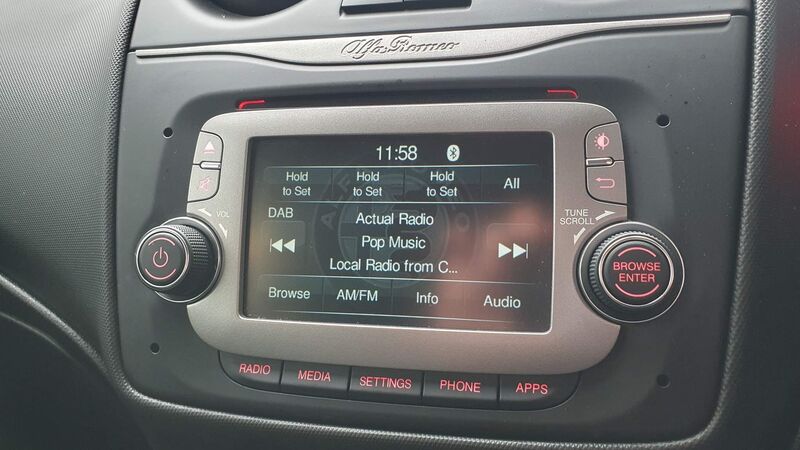 Alfa Romeo
11:58
Hold to Set
Hold to Set
Hold to Set
All
DAB
Actual Radio
Pop Music
Local Radio from C...
Browse
AM/FM
Info
Audio
VOL
TUNE
SCROLL
BROWSE
ENTER
RADIO
MEDIA
SETTINGS
PHONE
APPS